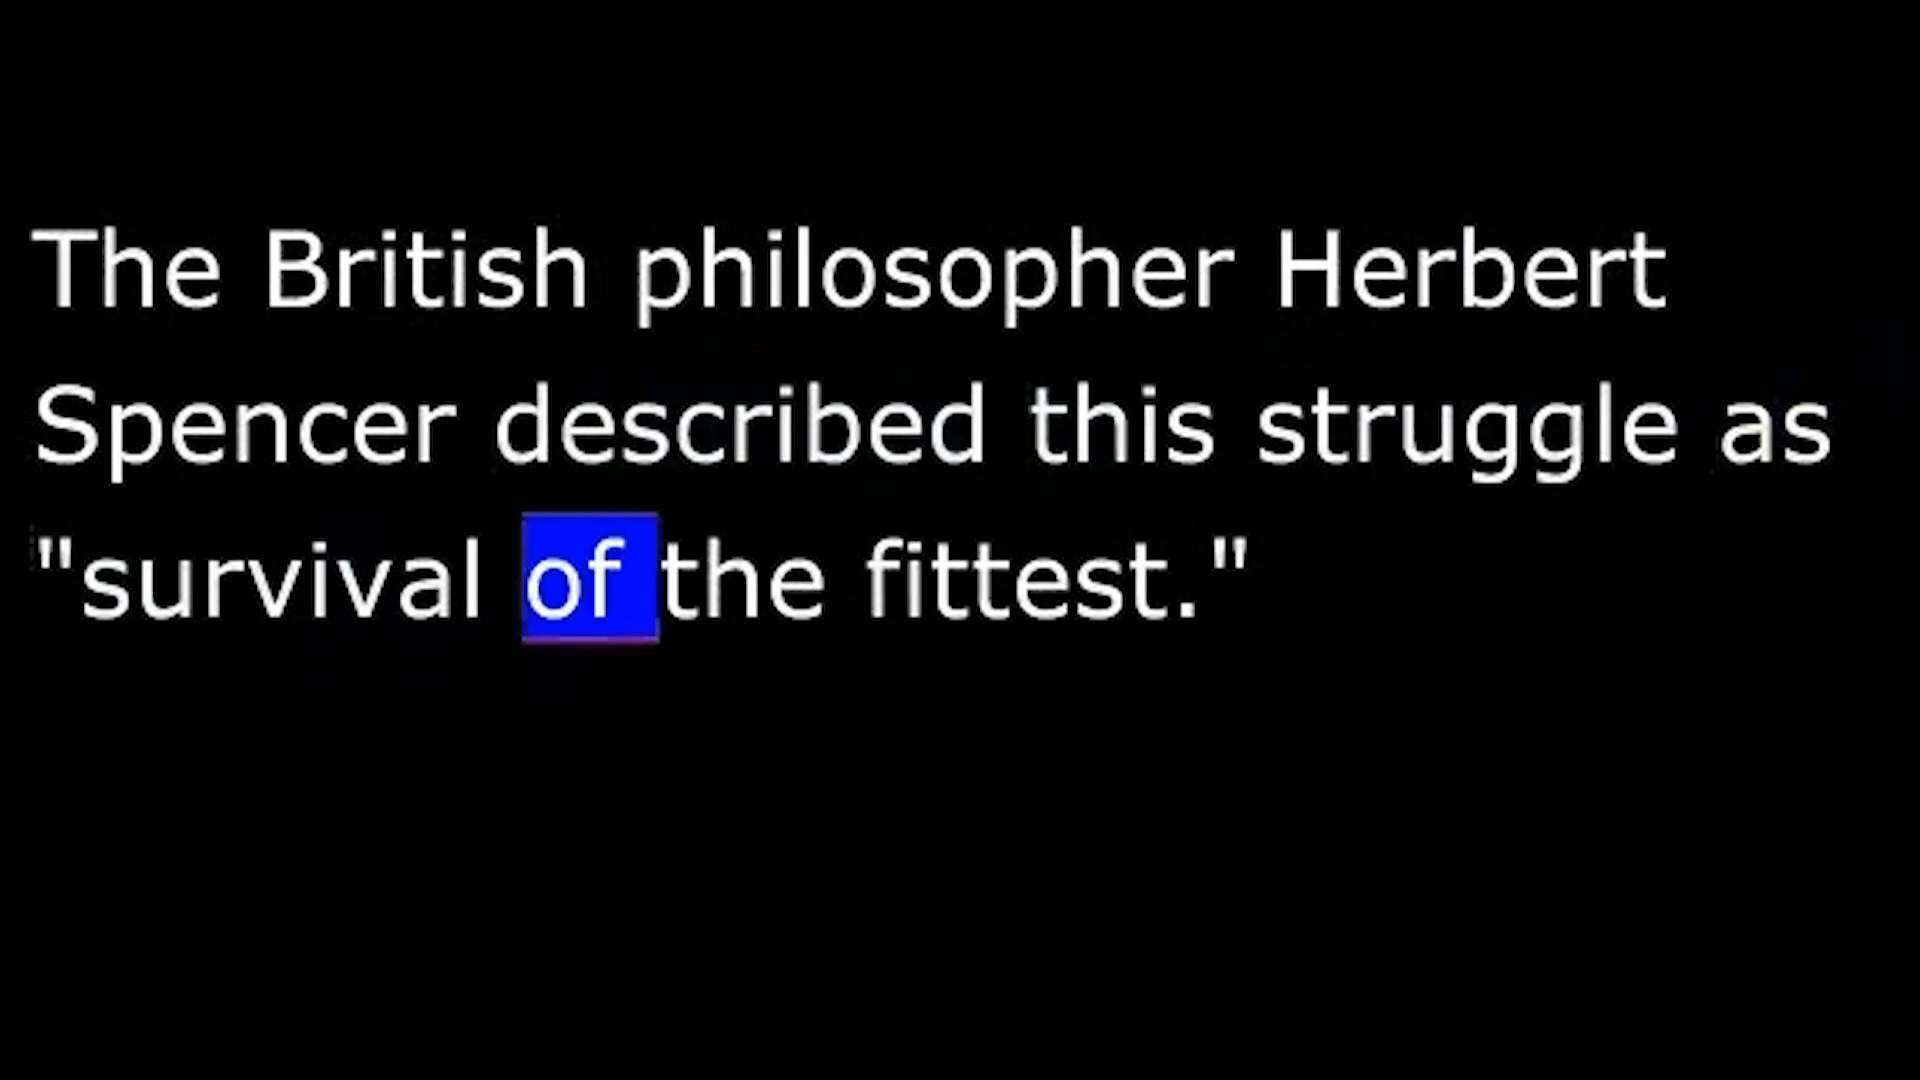 The British philosopher Herbert
Spencer described this struggle as
"survival of the fittest."